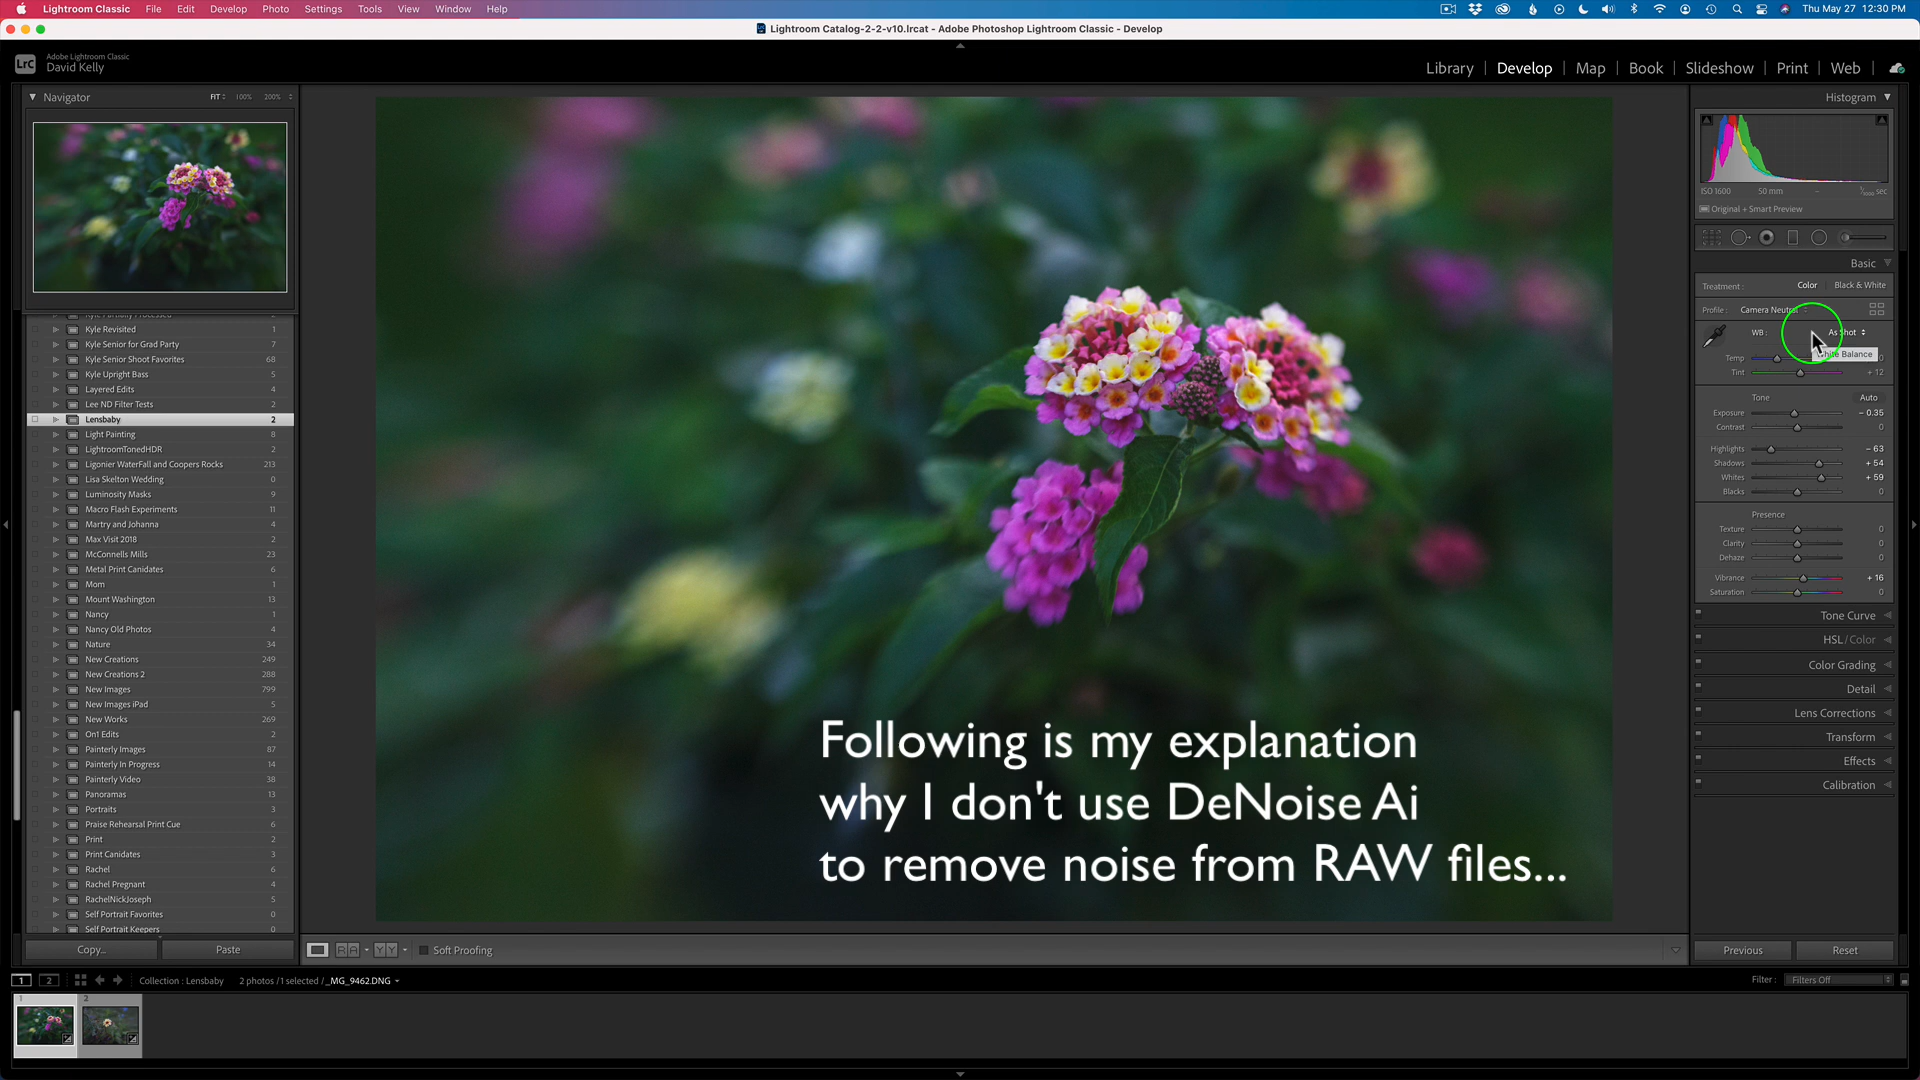 Lightroom Classic File Edit Develop Photo Settings Tools View Window Help Thu May 27 12:30 PM
Lightroom Catalog-2-2-v10.lrcat - Adobe Photoshop Lightroom Classic - Develop
LrC
Adobe Lightroom Classic
David Kelly
Library | Develop | Map | Book | Slideshow | Print | Web
Navigator FIT 100% 200%
Kyle Revisited 1
Kyle Senior for Grad Party 7
Kyle Senior Shoot Favorites 68
Kyle Upright Bass 5
Layered Edits 4
Lee ND Filter Tests 2
Lensbaby 2
Light Painting 8
LightroomTonedHDR 2
Ligonier WaterFall and Coopers Rocks 213
Lisa Skelton Wedding 0
Luminosity Masks 9
Macro Flash Experiments 11
Martry and Johanna 4
Max Visit 2018 2
McConnells Mills 23
Metal Print Canidates 6
Mom 1
Mount Washington 13
Nancy 1
Nancy Old Photos 4
Nature 34
New Creations 249
New Creations 2 288
New Images 799
New Images iPad 5
New Works 269
On1 Edits 2
Painterly Images 87
Painterly In Progress 14
Painterly Video 38
Panoramas 13
Portraits 3
Praise Rehearsal Print Cue 6
Print 2
Print Canidates 3
Rachel 6
Rachel Pregnant 4
RachelNickJoseph 5
Self Portrait Favorites 0
Self Portrait Keepers 0
Copy... Paste
Following is my explanation
why I don't use DeNoise Ai
to remove noise from RAW files...
Soft Proofing
Histogram
ISO 1600 50 mm – sec
Original + Smart Preview
Basic
Treatment : Color Black & White
Profile : Camera Neutral
WB : As Shot
White Balance
Temp
Tint + 12
Tone Auto
Exposure – 0.35
Contrast 0
Highlights – 63
Shadows + 54
Whites + 59
Blacks 0
Presence
Texture 0
Clarity 0
Dehaze 0
Vibrance + 16
Saturation 0
Tone Curve
HSL / Color
Color Grading
Detail
Lens Corrections
Transform
Effects
Calibration
Previous Reset
1 2 Collection : Lensbaby 2 photos / 1 selected / _MG_9462.DNG
Filter : Filters Off
1 2